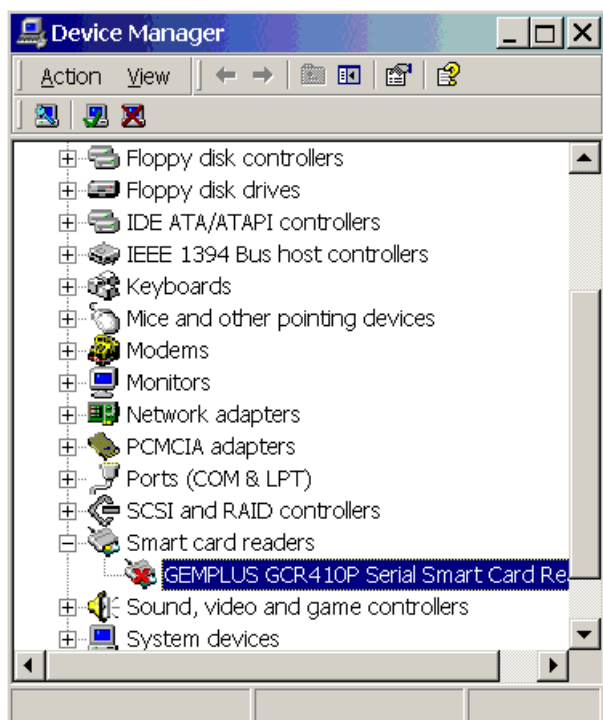 Device Manager
Action View
Floppy disk controllers
Floppy disk drives
IDE ATA/ATAPI controllers
IEEE 1394 Bus host controllers
Keyboards
Mice and other pointing devices
Modems
Monitors
Network adapters
PCMCIA adapters
Ports (COM & LPT)
SCSI and RAID controllers
Smart card readers
GEMPLUS GCR410P Serial Smart Card Re
Sound, video and game controllers
System devices